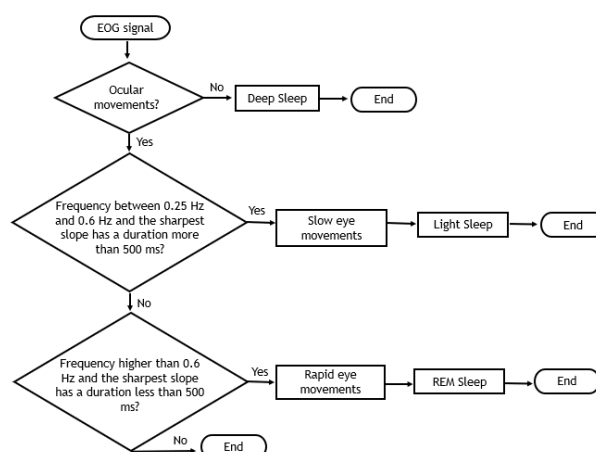 EOG signal
Ocular
movements?
No
Deep Sleep
End
Yes
Frequency between 0.25 Hz
and 0.6 Hz and the sharpest
slope has a duration more
than 500 ms?
Yes
Slow eye
movements
Light Sleep
End
No
Frequency higher than 0.6
Hz and the sharpest slope
has a duration less than 500
ms?
Yes
Rapid eye
movements
REM Sleep
End
No
End